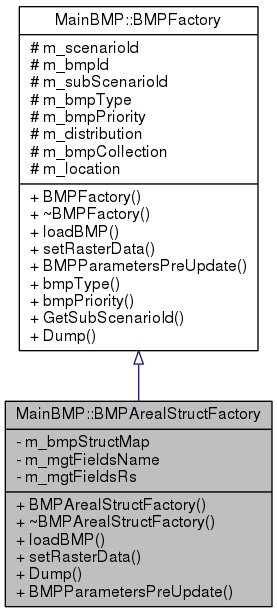 MainBMP::BMPFactory
# m_scenarioId
# m_bmpId
# m_subScenarioId
# m_bmpType
# m_bmpPriority
# m_distribution
# m_bmpCollection
# m_location
+ BMPFactory()
+ ~BMPFactory()
+ loadBMP()
+ setRasterData()
+ BMPParametersPreUpdate()
+ bmpType()
+ bmpPriority()
+ GetSubScenarioId()
+ Dump()
MainBMP::BMPArealStructFactory
- m_bmpStructMap
- m_mgtFieldsName
- m_mgtFieldsRs
+ BMPArealStructFactory()
+ ~BMPArealStructFactory()
+ loadBMP()
+ setRasterData()
+ Dump()
+ BMPParametersPreUpdate()